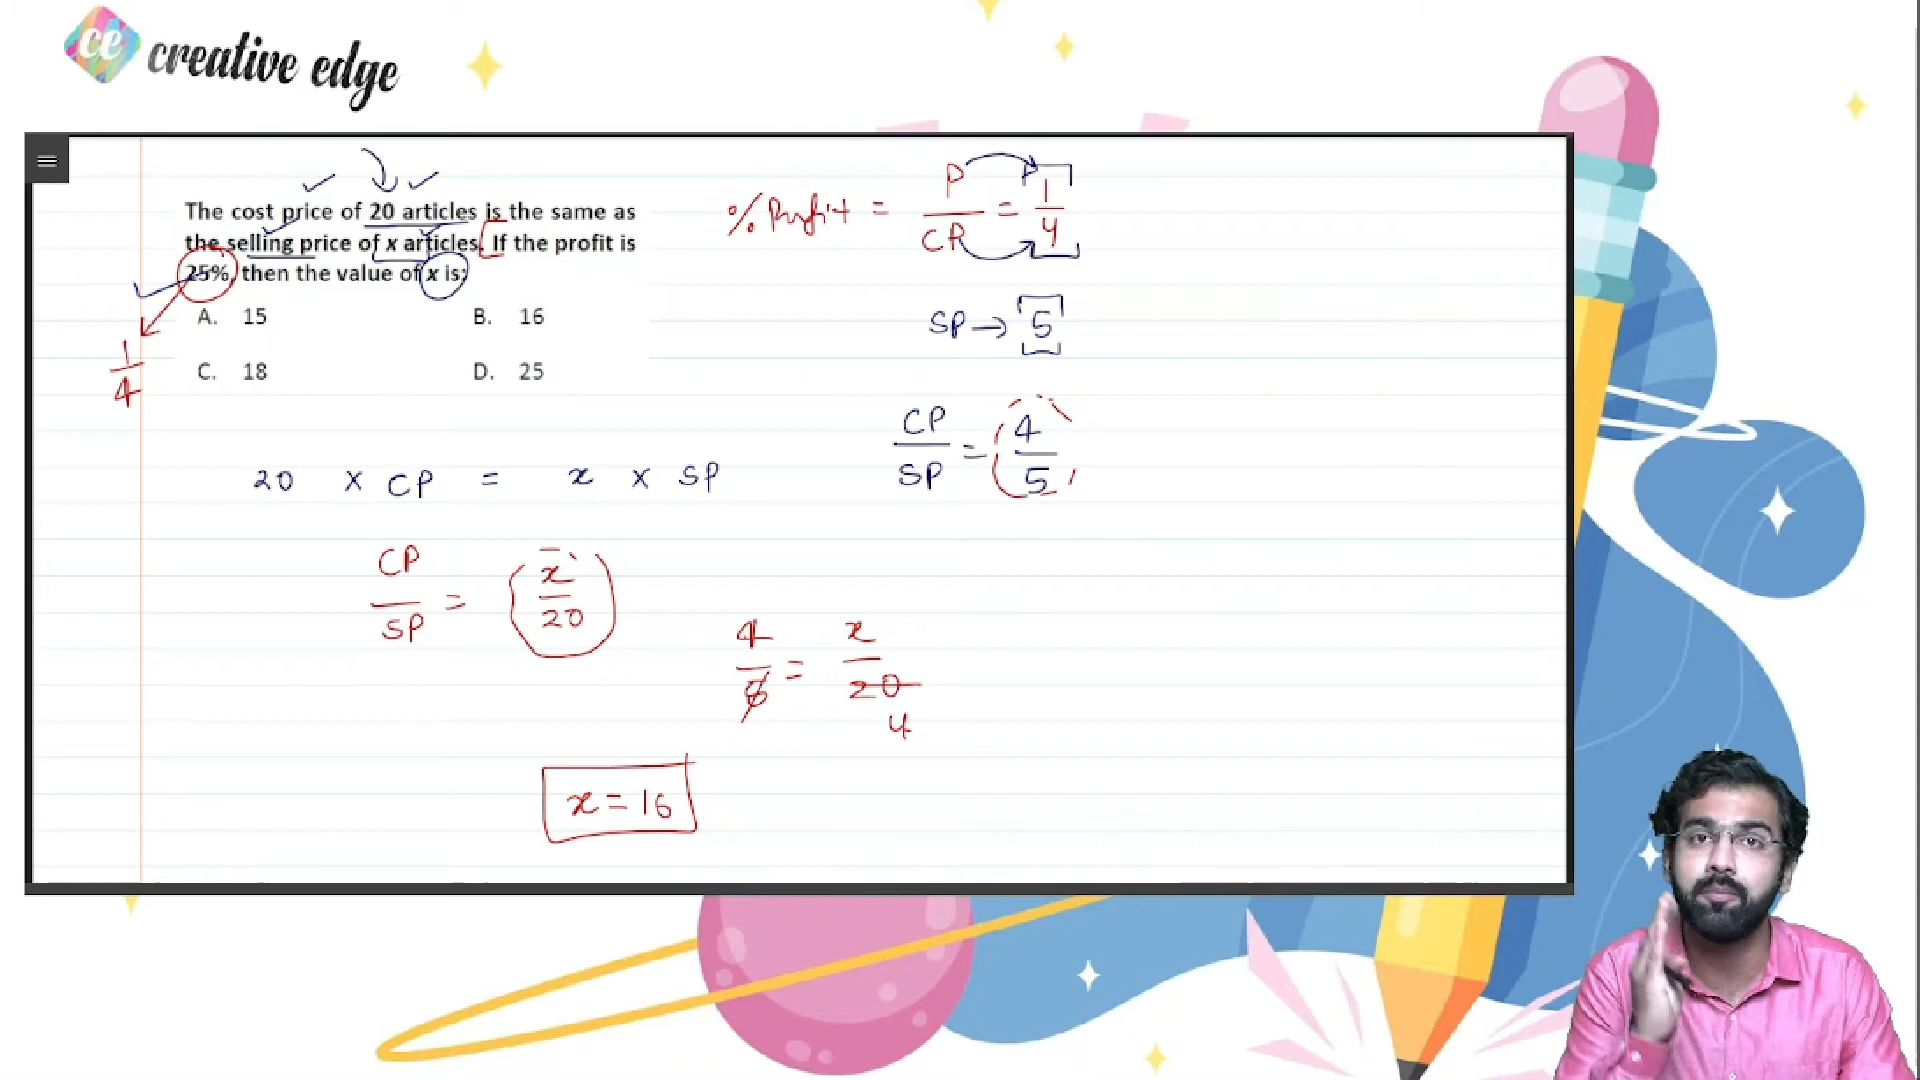 ce creative edge
The cost price of 20 articles is the same as
the selling price of x articles. If the profit is
25%, then the value of x is:
A. 15 B. 16
C. 18 D. 25
1/4
% Profit = P/CP = 1/4
SP → 5
CP/SP = 4/5
20 x CP = x x SP
CP/SP = x/20
4/5 = x/20
4
x = 16